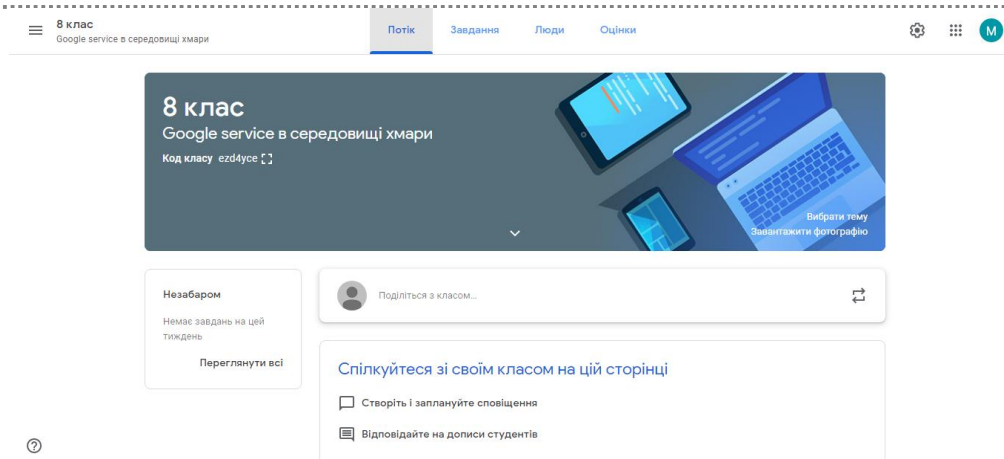 8 клас
Google service в середовищі хмари
Потік
Завдання
Люди
Оцінки
М
8 клас
Google service в середовищі хмари
Код класу ezd4yce
Вибрати тему
Завантажити фотографію
Незабаром
Немає завдань на цей
тиждень
Переглянути всі
Поділіться з класом...
Спілкуйтеся зі своїм класом на цій сторінці
Створіть і заплануйте сповіщення
Відповідайте на дописи студентів